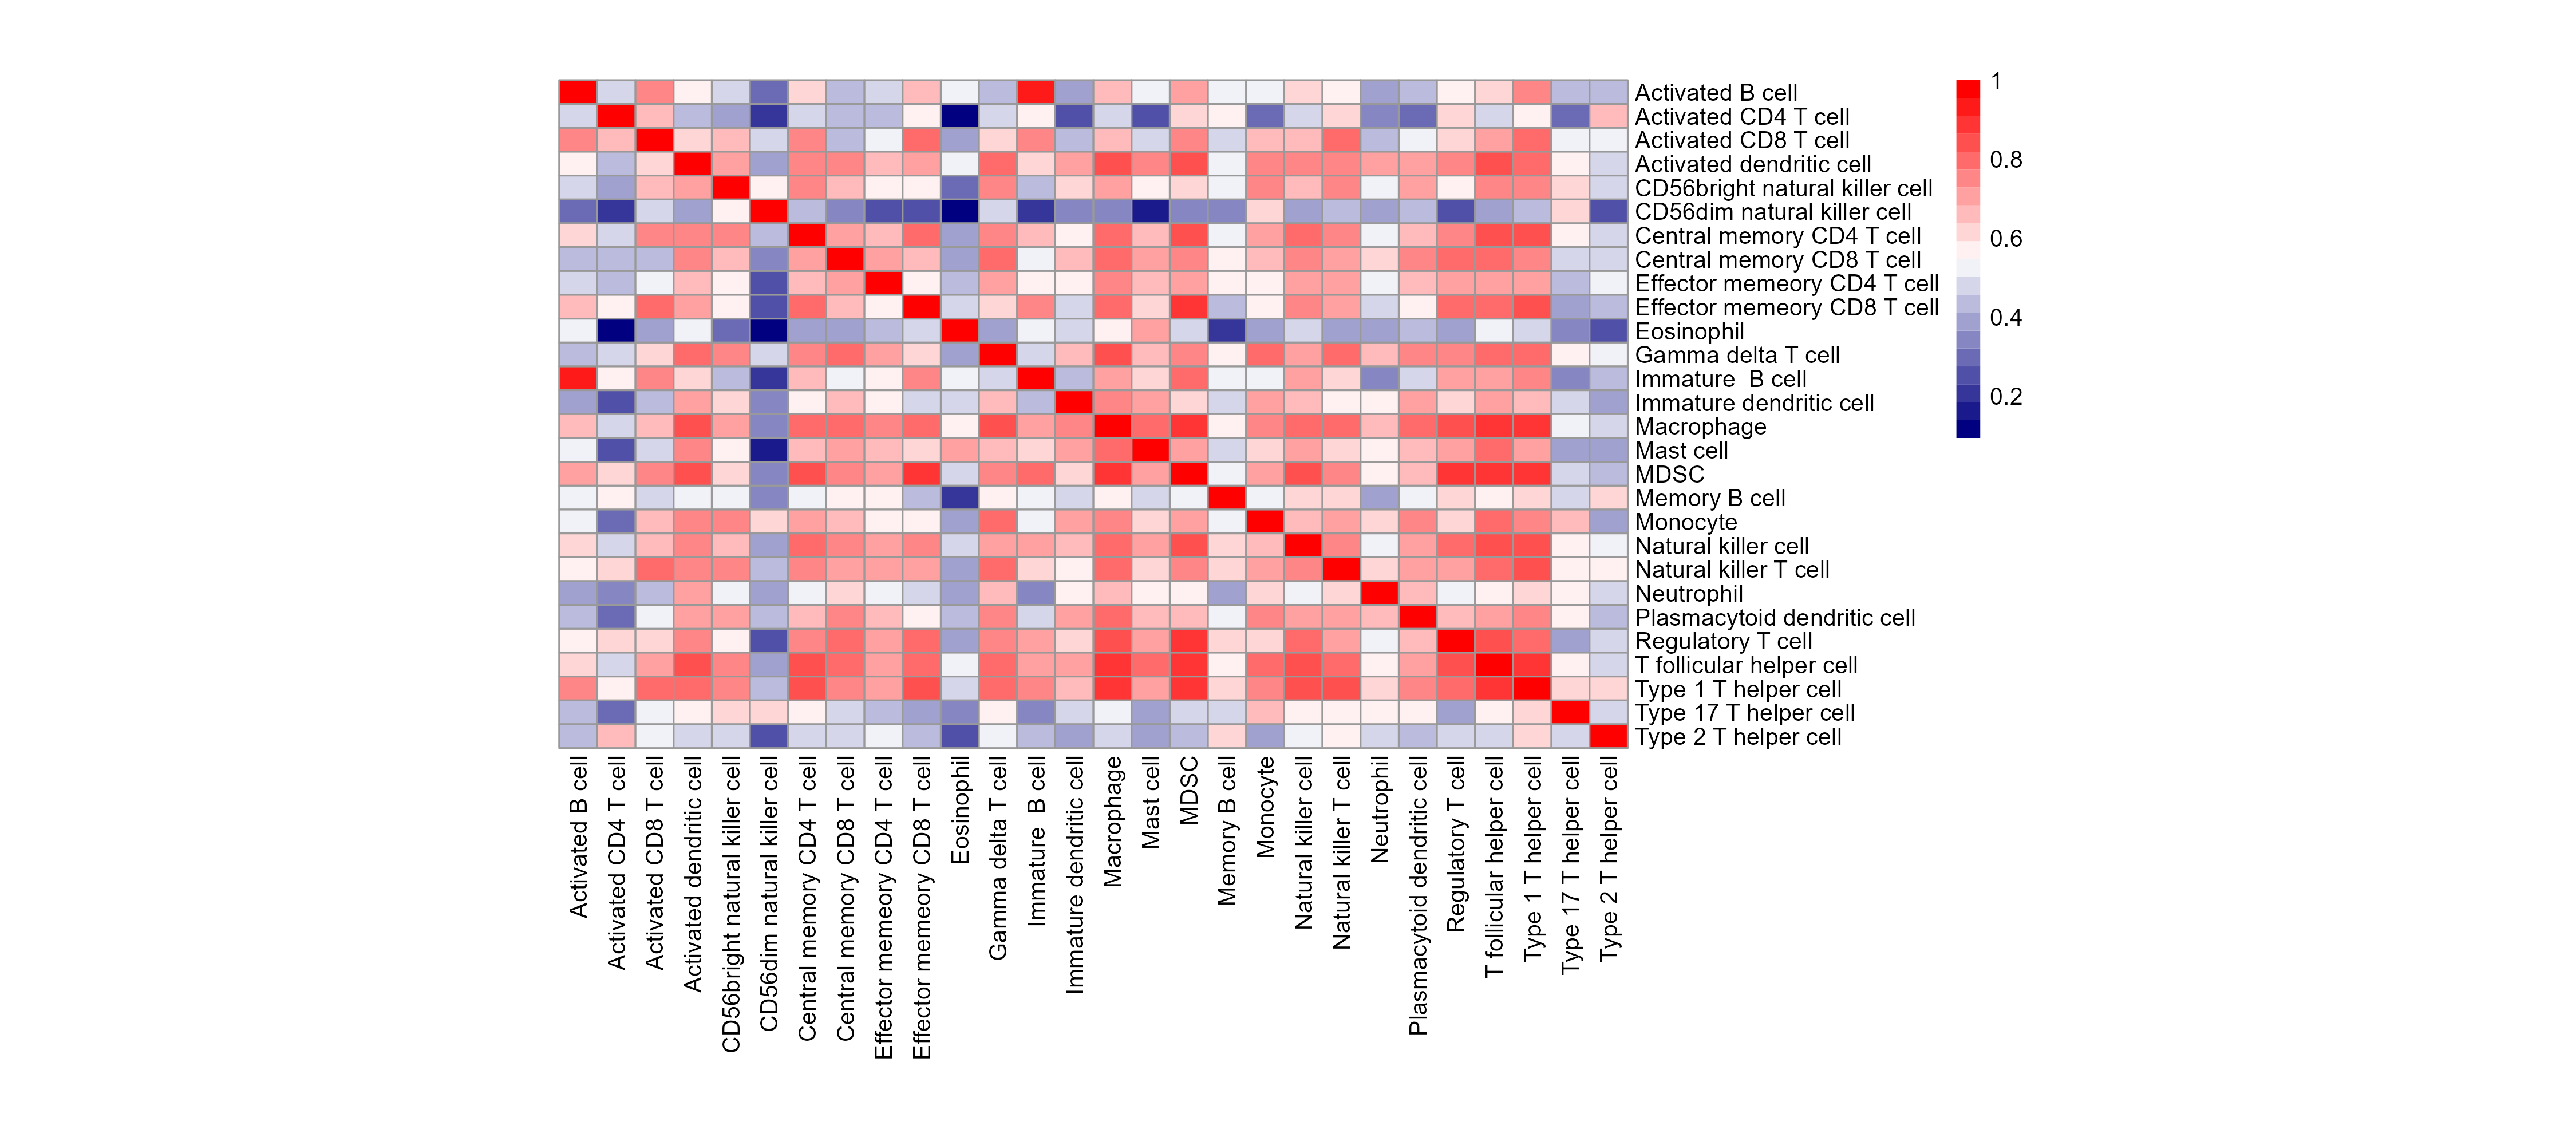 Activated B cell
Activated CD4 T cell
Activated CD8 T cell
Activated dendritic cell
CD56bright natural killer cell
CD56dim natural killer cell
Central memory CD4 T cell
Central memory CD8 T cell
Effector memeory CD4 T cell
Effector memeory CD8 T cell
Eosinophil
Gamma delta T cell
Immature  B cell
Immature dendritic cell
Macrophage
Mast cell
MDSC
Memory B cell
Monocyte
Natural killer cell
Natural killer T cell
Neutrophil
Plasmacytoid dendritic cell
Regulatory T cell
T follicular helper cell
Type 1 T helper cell
Type 17 T helper cell
Type 2 T helper cell
1
0.8
0.6
0.4
0.2
Activated B cell
Activated CD4 T cell
Activated CD8 T cell
Activated dendritic cell
CD56bright natural killer cell
CD56dim natural killer cell
Central memory CD4 T cell
Central memory CD8 T cell
Effector memeory CD4 T cell
Effector memeory CD8 T cell
Eosinophil
Gamma delta T cell
Immature  B cell
Immature dendritic cell
Macrophage
Mast cell
MDSC
Memory B cell
Monocyte
Natural killer cell
Natural killer T cell
Neutrophil
Plasmacytoid dendritic cell
Regulatory T cell
T follicular helper cell
Type 1 T helper cell
Type 17 T helper cell
Type 2 T helper cell